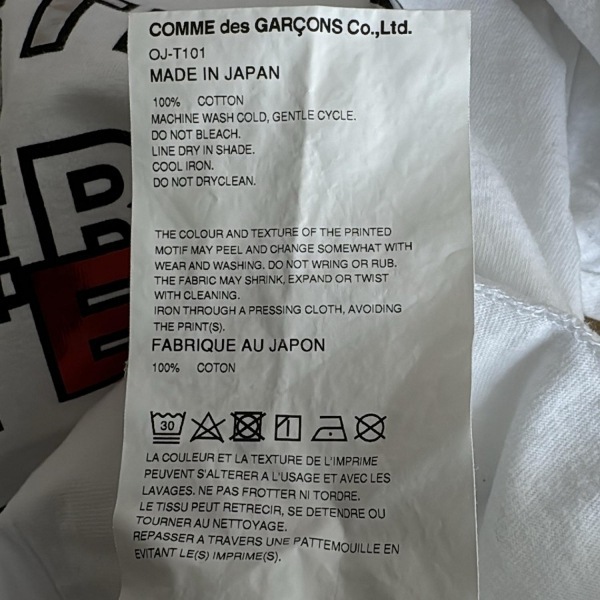 COMME des GARÇONS Co.,Ltd.
OJ-T101
MADE IN JAPAN
100% COTTON
MACHINE WASH COLD, GENTLE CYCLE.
DO NOT BLEACH.
LINE DRY IN SHADE.
COOL IRON.
DO NOT DRYCLEAN.
THE COLOUR AND TEXTURE OF THE PRINTED
MOTIF MAY PEEL AND CHANGE SOMEWHAT WITH
WEAR AND WASHING. DO NOT WRING OR RUB.
THE FABRIC MAY SHRINK, EXPAND OR TWIST
WITH CLEANING.
IRON THROUGH A PRESSING CLOTH, AVOIDING
THE PRINT(S).
FABRIQUE AU JAPON
100% COTON
30
LA COULEUR ET LA TEXTURE DE L'IMPRIME
PEUVENT S'ALTERER A L'USAGE ET AVEC LES
LAVAGES. NE PAS FROTTER NI TORDRE.
LE TISSU PEUT RETRECIR, SE DETENDRE OU
TOURNER AU NETTOYAGE.
REPASSER A TRAVERS UNE PATTEMOUILLE EN
EVITANT LE(S) IMPRIME(S).